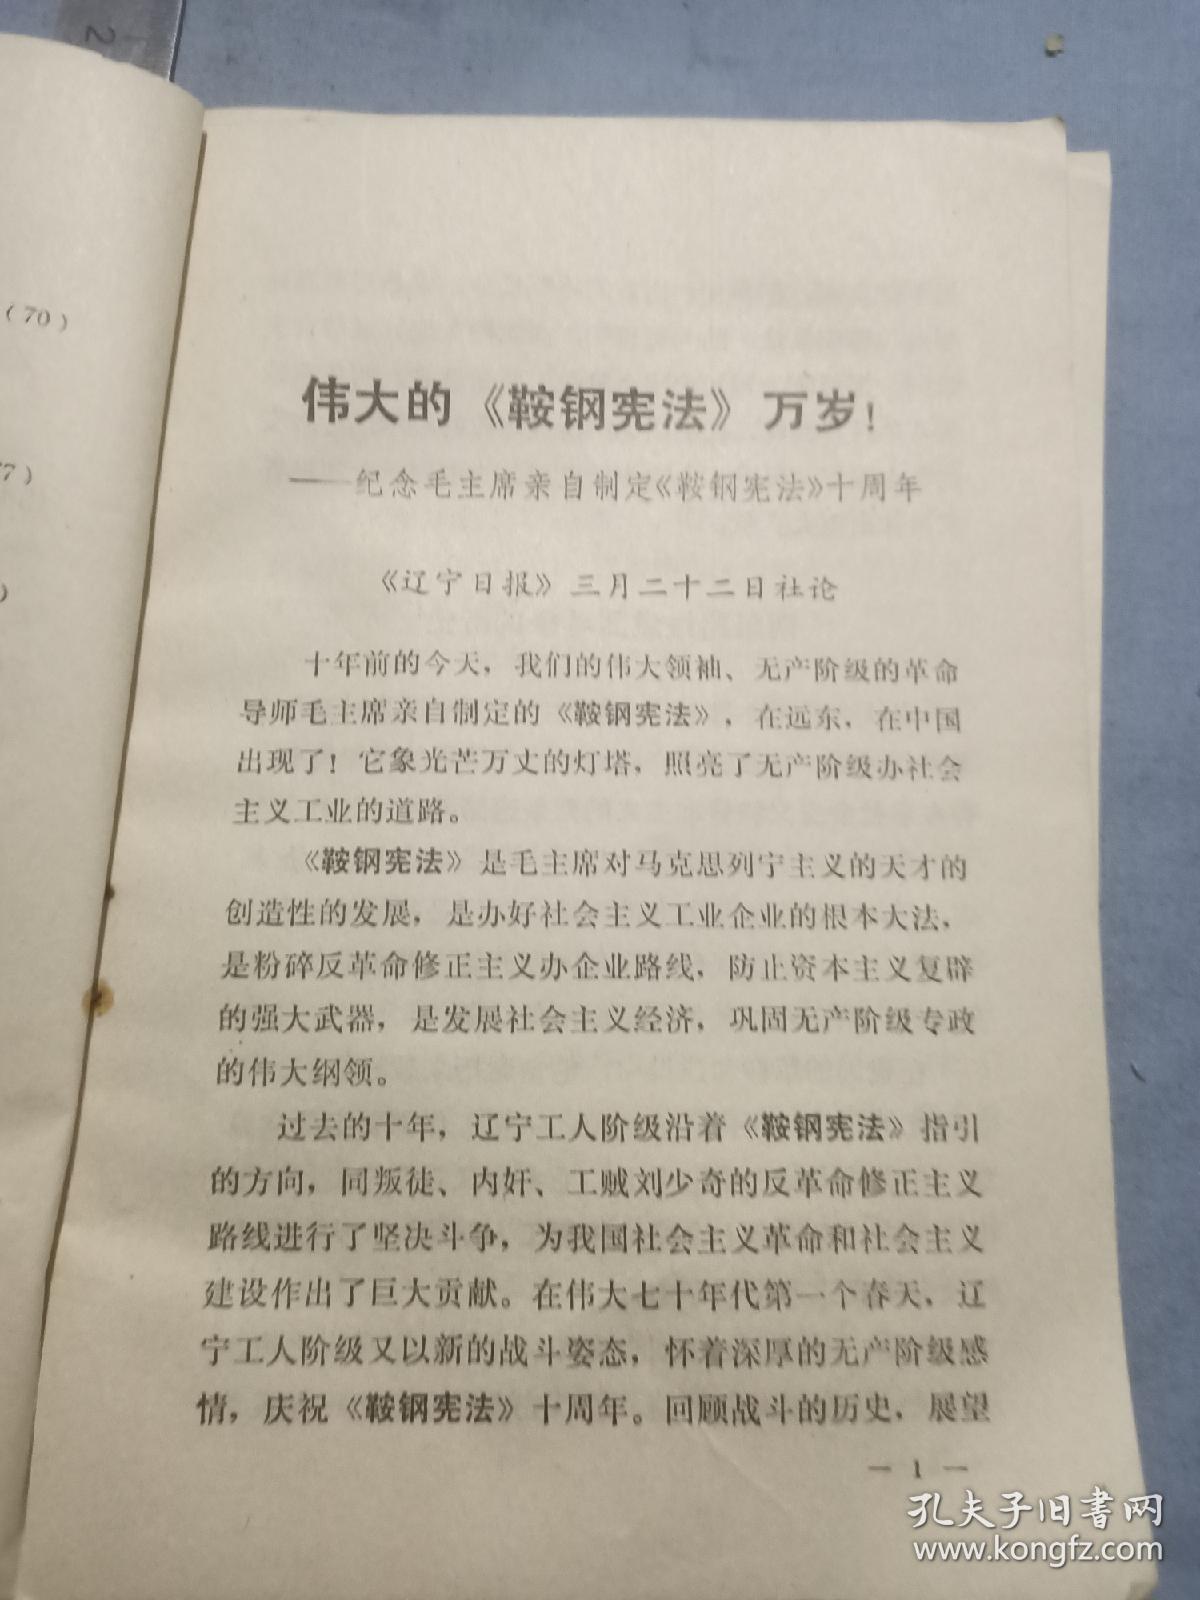 2
(70)
7)
)
伟大的《鞍钢宪法》万岁！
——纪念毛主席亲自制定《鞍钢宪法》十周年
《辽宁日报》三月二十二日社论
十年前的今天，我们的伟大领袖、无产阶级的革命
导师毛主席亲自制定的《鞍钢宪法》，在远东，在中国
出现了！它象光芒万丈的灯塔，照亮了无产阶级办社会
主义工业的道路。
《鞍钢宪法》是毛主席对马克思列宁主义的天才的
创造性的发展，是办好社会主义工业企业的根本大法，
是粉碎反革命修正主义办企业路线，防止资本主义复辟
的强大武器，是发展社会主义经济，巩固无产阶级专政
的伟大纲领。
过去的十年，辽宁工人阶级沿着《鞍钢宪法》指引
的方向，同叛徒、内奸、工贼刘少奇的反革命修正主义
路线进行了坚决斗争，为我国社会主义革命和社会主义
建设作出了巨大贡献。在伟大七十年代第一个春天，辽
宁工人阶级又以新的战斗姿态，怀着深厚的无产阶级感
情，庆祝《鞍钢宪法》十周年。回顾战斗的历史，展望
— 1 —
孔夫子旧书网
www.kongfz.com